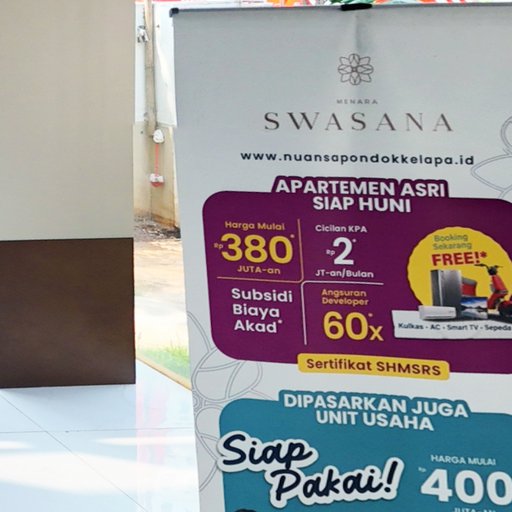 MENARA
SWASANA
www.nuansapondokkelapa.id
APARTEMEN ASRI
SIAP HUNI
Harga Mulai
Rp 380*
JUTA-an
Cicilan KPA
Rp 2*
JT-an/Bulan
Booking
Sekarang
FREE!*
Kulkas - AC - Smart TV - Sepeda
Subsidi
Biaya
Akad*
Angsuran
Developer
60x
Sertifikat SHMSRS
DIPASARKAN JUGA
UNIT USAHA
Siap
Pakai!
HARGA MULAI
Rp 400
JUTA-an